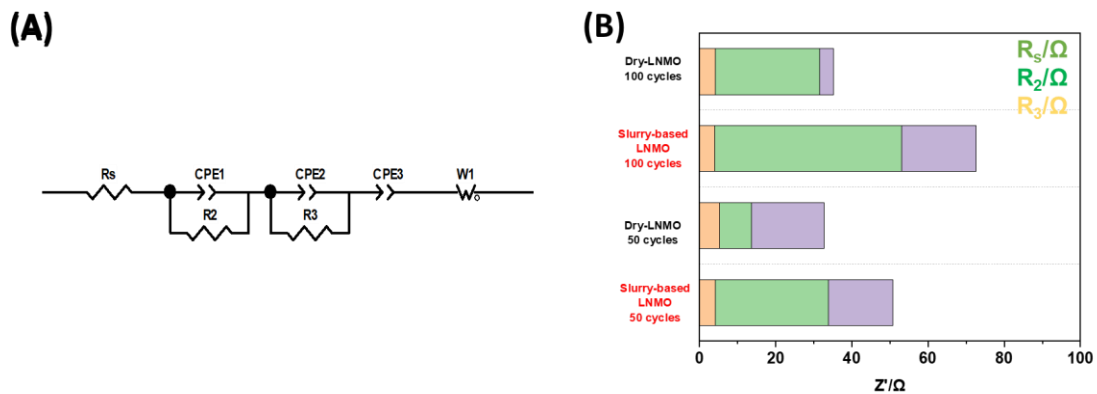 (A)
Rs
CPE1
R2
CPE2
R3
CPE3
W1
(B)
Rs/Ω
R2/Ω
R3/Ω
Dry-LNMO
100 cycles
Slurry-based
LNMO
100 cycles
Dry-LNMO
50 cycles
Slurry-based
LNMO
50 cycles
0 20 40 60 80 100
Z'/Ω